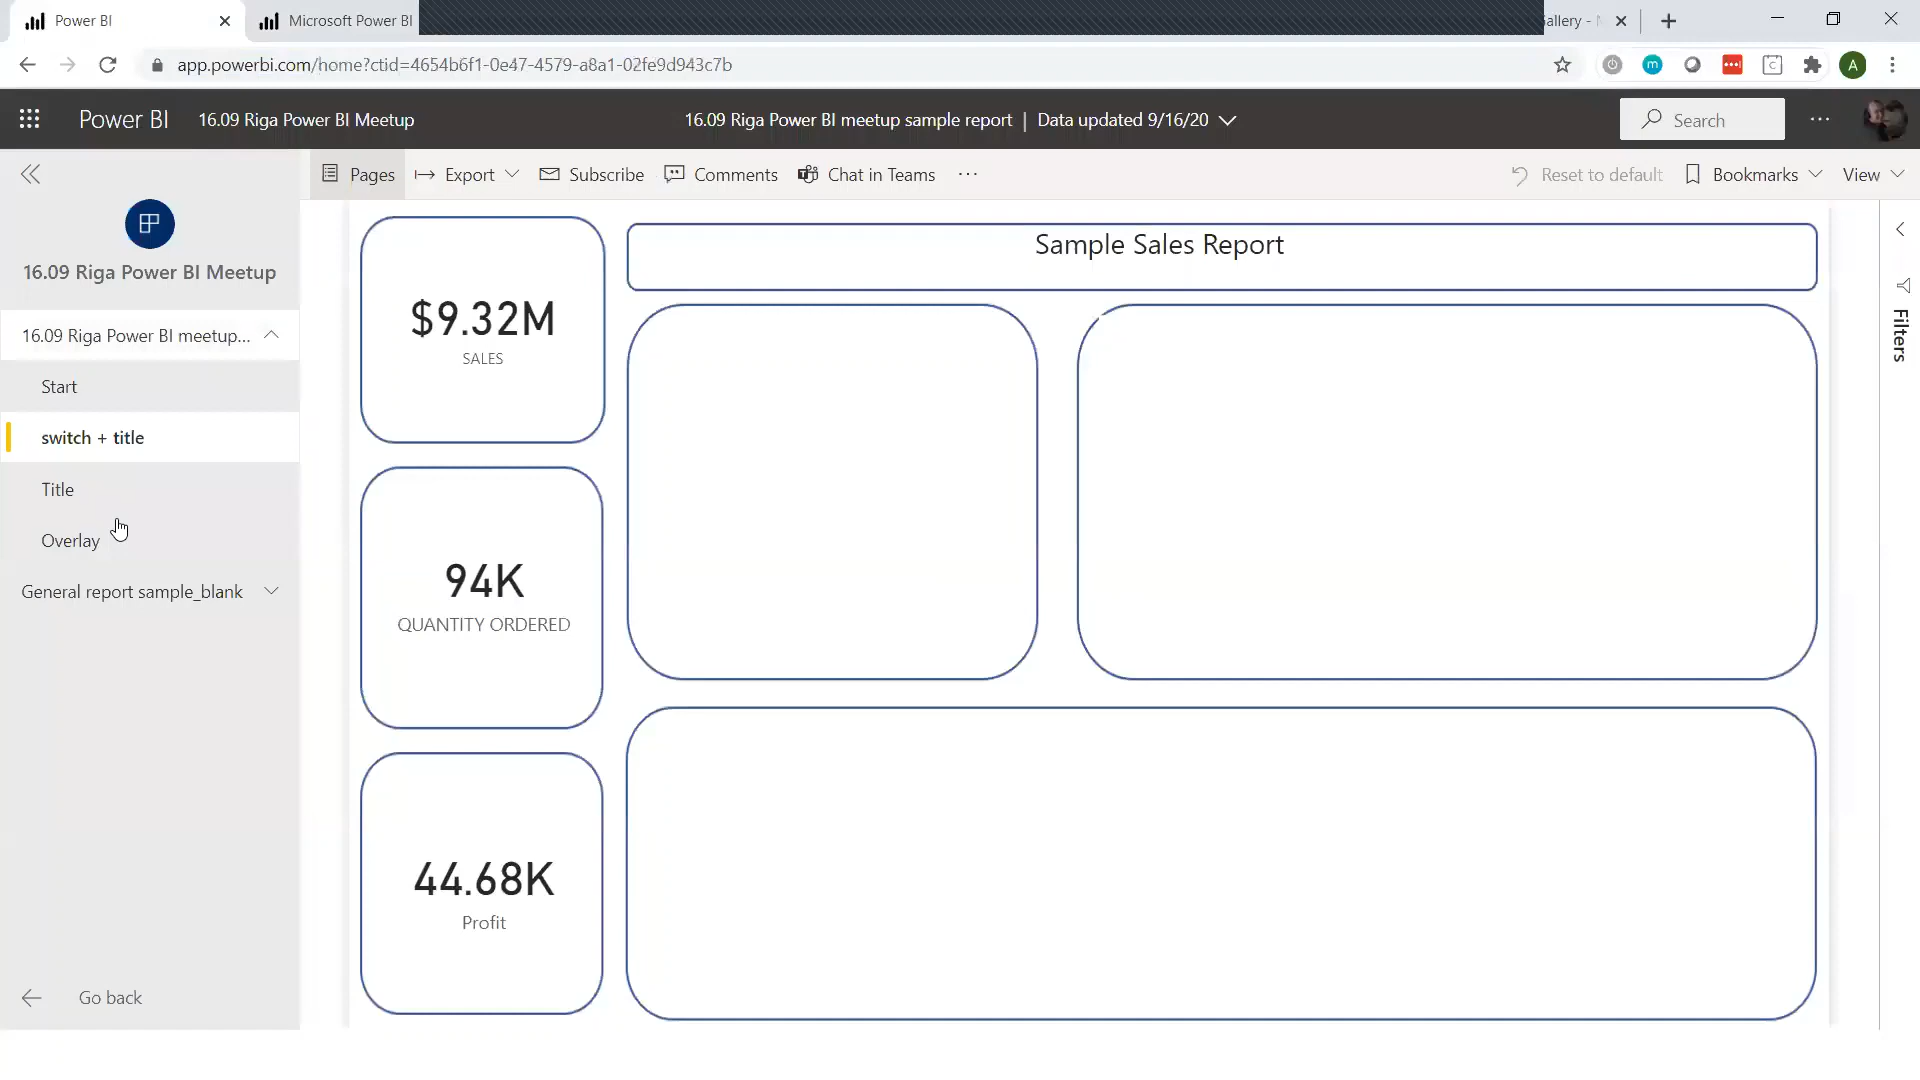 Power BI
Microsoft Power BI
allery -
app.powerbi.com/home?ctid=4654b6f1-0e47-4579-a8a1-02fe9d943c7b
m
C
A
Power BI
16.09 Riga Power BI Meetup
16.09 Riga Power BI meetup sample report | Data updated 9/16/20
Search
Pages
Export
Subscribe
Comments
Chat in Teams
Reset to default
Bookmarks
View
16.09 Riga Power BI Meetup
16.09 Riga Power BI meetup...
Start
switch + title
Title
Overlay
General report sample_blank
Go back
Sample Sales Report
$9.32M
SALES
94K
QUANTITY ORDERED
44.68K
Profit
Filters